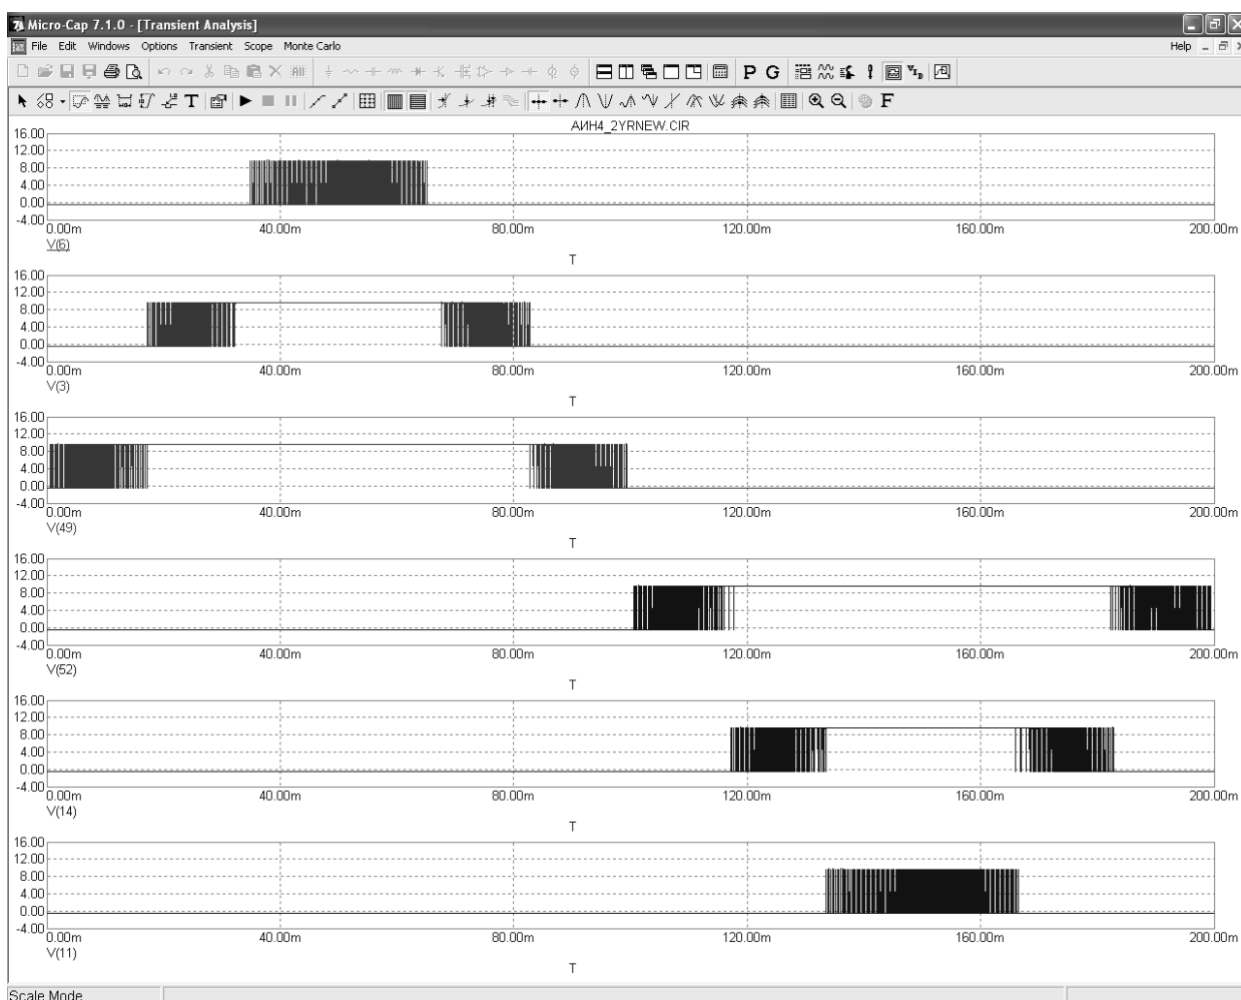 Micro-Cap 7.1.0 - [Transient Analysis]
File Edit Windows Options Transient Scope Monte Carlo Help
P G
T F
АИН4_2YRNEW.CIR
16.00
12.00
8.00
4.00
0.00
-4.00
0.00m 40.00m 80.00m 120.00m 160.00m 200.00m
V(6)
T
16.00
12.00
8.00
4.00
0.00
-4.00
0.00m 40.00m 80.00m 120.00m 160.00m 200.00m
V(3)
T
16.00
12.00
8.00
4.00
0.00
-4.00
0.00m 40.00m 80.00m 120.00m 160.00m 200.00m
V(49)
T
16.00
12.00
8.00
4.00
0.00
-4.00
0.00m 40.00m 80.00m 120.00m 160.00m 200.00m
V(52)
T
16.00
12.00
8.00
4.00
0.00
-4.00
0.00m 40.00m 80.00m 120.00m 160.00m 200.00m
V(14)
T
16.00
12.00
8.00
4.00
0.00
-4.00
0.00m 40.00m 80.00m 120.00m 160.00m 200.00m
V(11)
T
Scale Mode